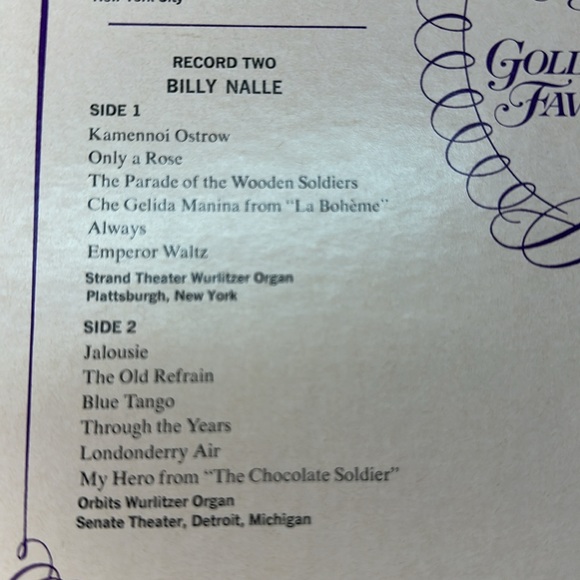 New York City
RECORD TWO
BILLY NALLE
SIDE 1
Kamennoi Ostrow
Only a Rose
The Parade of the Wooden Soldiers
Che Gelida Manina from "La Bohème"
Always
Emperor Waltz
Strand Theater Wurlitzer Organ
Plattsburgh, New York
SIDE 2
Jalousie
The Old Refrain
Blue Tango
Through the Years
Londonderry Air
My Hero from "The Chocolate Soldier"
Orbits Wurlitzer Organ
Senate Theater, Detroit, Michigan